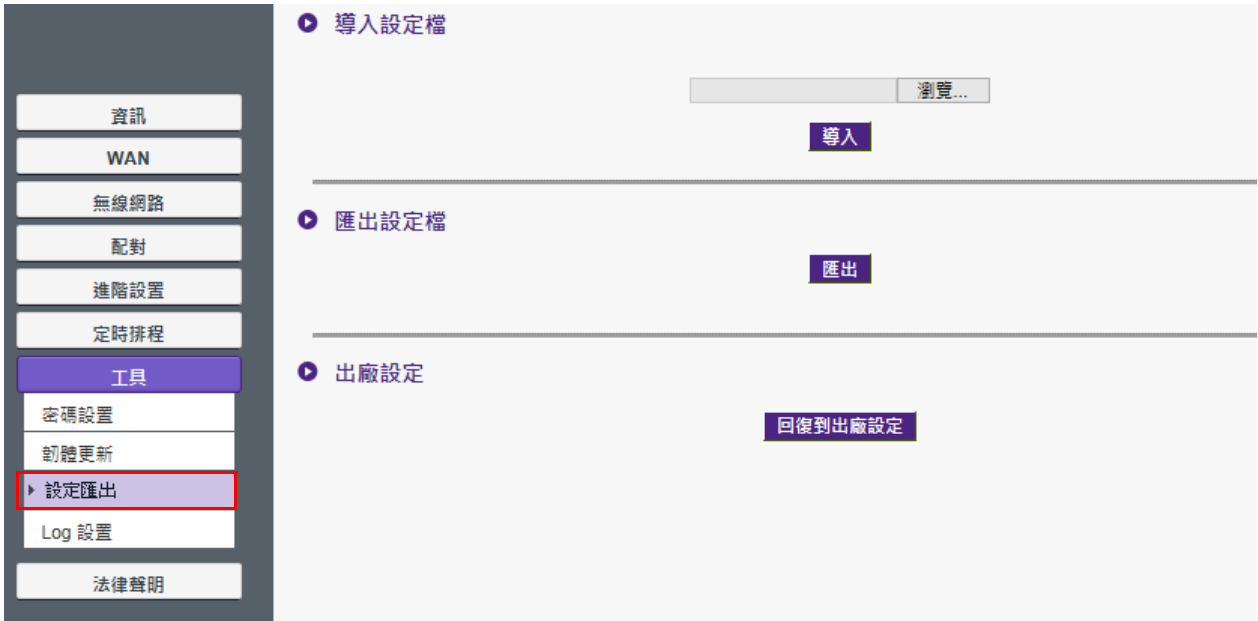 資訊
WAN
無線網路
配對
進階設置
定時排程
工具
密碼設置
韌體更新
設定匯出
Log 設置
法律聲明
導入設定檔
瀏覽...
導入
匯出設定檔
匯出
出廠設定
回復到出廠設定